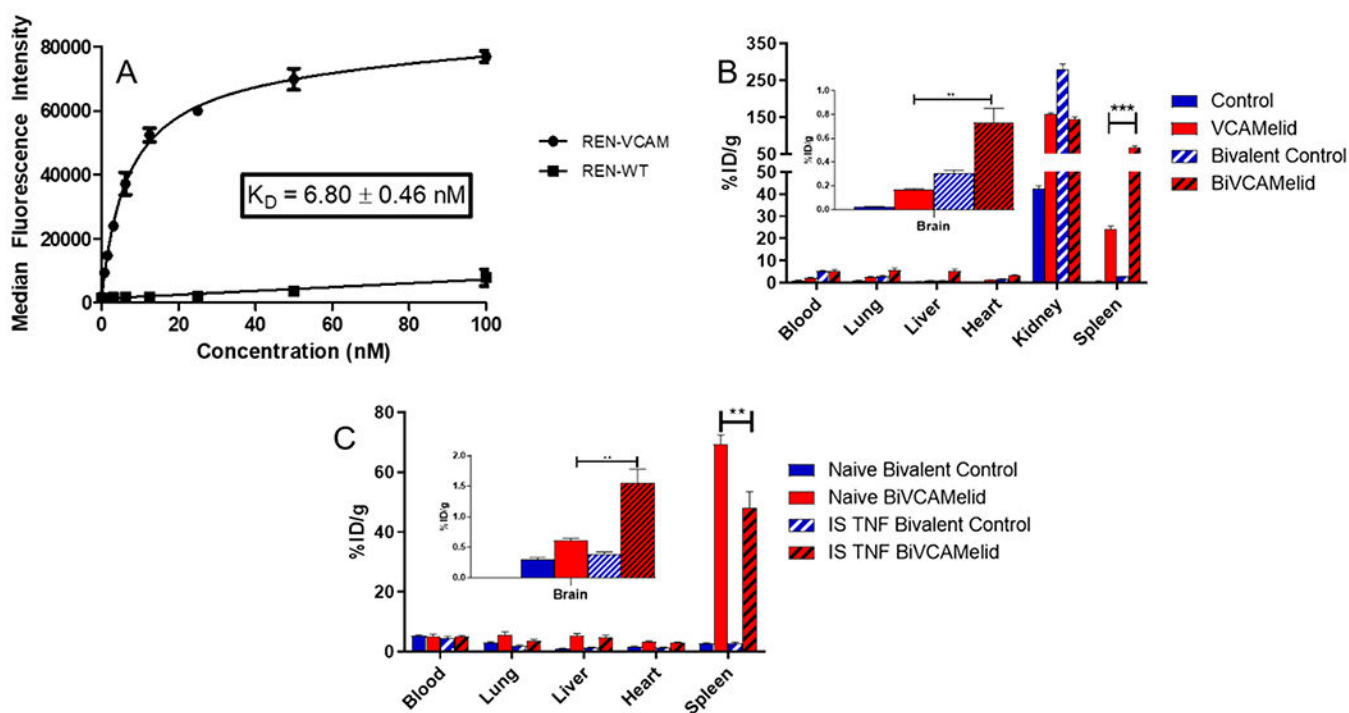 A
Median Fluorescence Intensity
80000
60000
40000
20000
0
0 20 40 60 80 100
Concentration (nM)
REN-VCAM
REN-WT
K_D = 6.80 ± 0.46 nM
B
%ID/g
350
250
150
50
50
40
30
20
10
0
Blood Lung Liver Heart Kidney Spleen
***
%ID/g
1.0
0.8
0.6
0.4
0.2
0.0
Brain
**
Control
VCAMelid
Bivalent Control
BiVCAMelid
C
%ID/g
80
60
40
20
0
Blood Lung Liver Heart Spleen
**
%ID/g
2.0
1.5
1.0
0.5
0.0
Brain
**
Naive Bivalent Control
Naive BiVCAMelid
IS TNF Bivalent Control
IS TNF BiVCAMelid